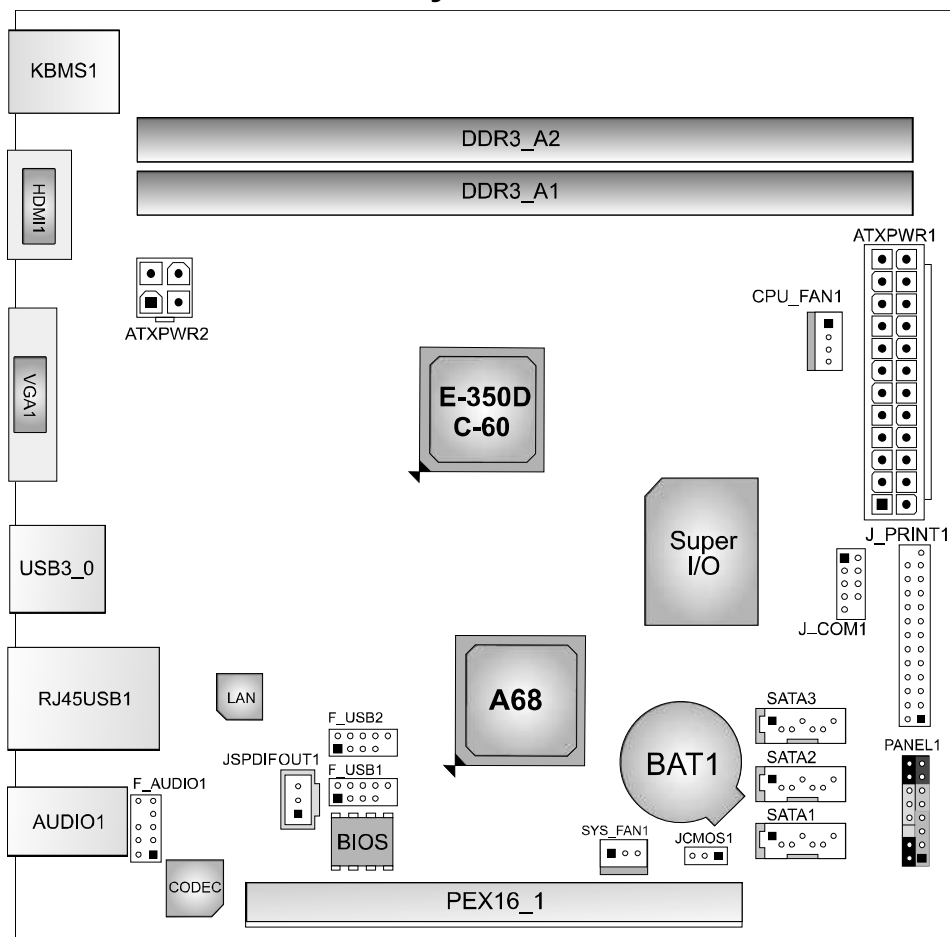 KBMS1
DDR3_A2
DDR3_A1
HDMI1
ATXPWR1
CPU_FAN1
ATXPWR2
VGA1
E-350D
C-60
Super
I/O
J_PRINT1
USB3_0
J_COM1
RJ45USB1
LAN
A68
SATA3
F_USB2
PANEL1
JSPDIFOUT1
BAT1
SATA2
F_USB1
F_AUDIO1
AUDIO1
BIOS
SYS_FAN1
JCMOS1
SATA1
CODEC
PEX16_1